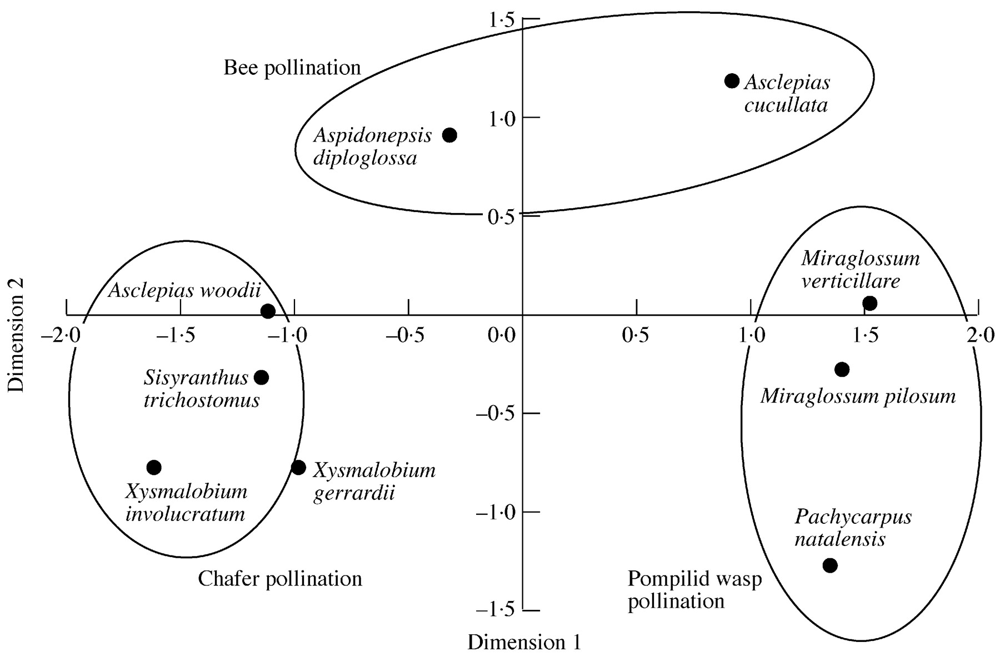 1·5
Bee pollination
Asclepias
cucullata
1·0
Aspidonepsis
diploglossa
0·5
Miraglossum
verticillare
Asclepias woodii
Dimension 2
–2·0 –1·5 –1·0 –0·5 0·0 0·5 1·0 1·5 2·0
Sisyranthus
trichostomus
Miraglossum pilosum
–0·5
Xysmalobium
gerrardii
Xysmalobium
involucratum
–1·0
Pachycarpus
natalensis
Chafer pollination
Pompilid wasp
pollination
–1·5
Dimension 1